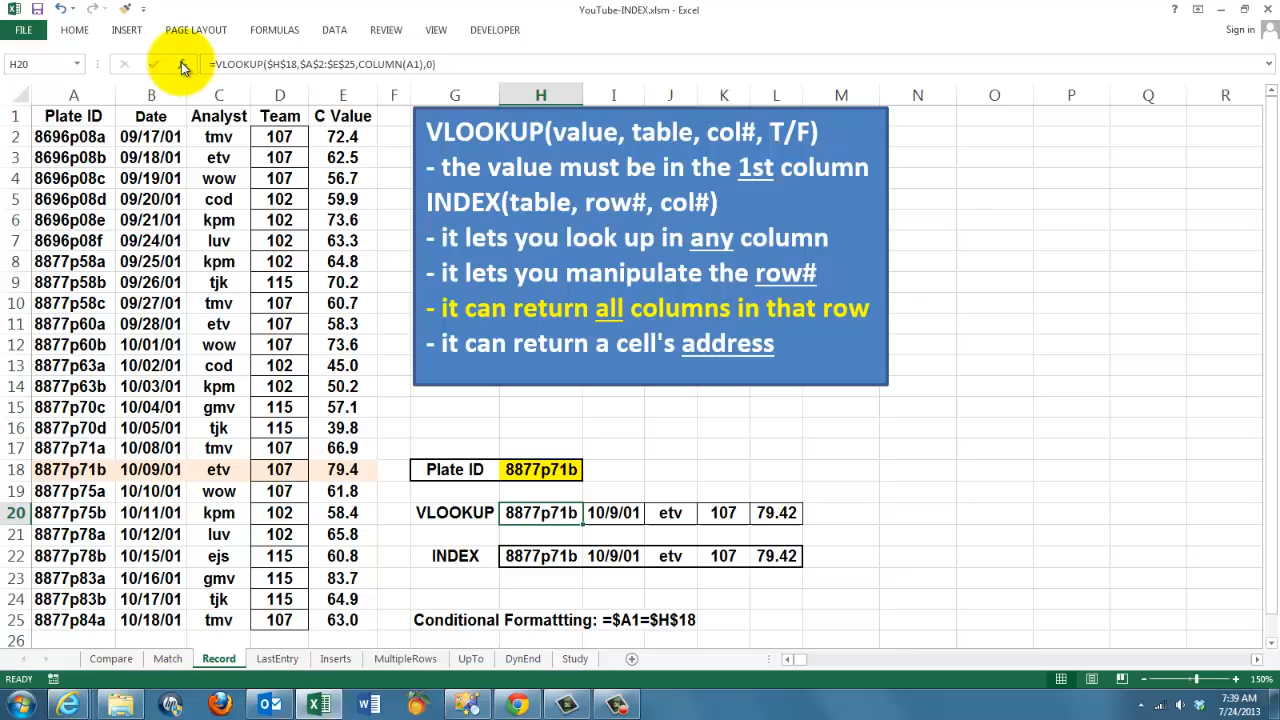 YouTube-INDEX.xlsm - Excel
FILE HOME INSERT PAGE LAYOUT FORMULAS DATA REVIEW VIEW DEVELOPER Sign in
H20 =VLOOKUP($H$18,$A$2:$E$25,COLUMN(A1),0)
A B C D E F G H I J K L M N O P Q R
1 Plate ID Date Analyst Team C Value
2 8696p08a 09/17/01 tmv 107 72.4
3 8696p08b 09/18/01 etv 107 62.5
4 8696p08c 09/19/01 wow 107 56.7
5 8696p08d 09/20/01 cod 102 59.9
6 8696p08e 09/21/01 kpm 102 73.6
7 8696p08f 09/24/01 luv 102 63.3
8 8877p58a 09/25/01 kpm 102 64.8
9 8877p58b 09/26/01 tjk 115 70.2
10 8877p58c 09/27/01 tmv 107 60.7
11 8877p60a 09/28/01 etv 107 58.3
12 8877p60b 10/01/01 wow 107 73.6
13 8877p63a 10/02/01 cod 102 45.0
14 8877p63b 10/03/01 kpm 102 50.2
15 8877p70c 10/04/01 gmv 115 57.1
16 8877p70d 10/05/01 tjk 115 39.8
17 8877p71a 10/08/01 tmv 107 66.9
18 8877p71b 10/09/01 etv 107 79.4
19 8877p75a 10/10/01 wow 107 61.8
20 8877p75b 10/11/01 kpm 102 58.4
21 8877p78a 10/12/01 luv 102 65.8
22 8877p78b 10/15/01 ejs 115 60.8
23 8877p83a 10/16/01 gmv 115 83.7
24 8877p83b 10/17/01 tjk 115 64.9
25 8877p84a 10/18/01 tmv 107 63.0
26
VLOOKUP(value, table, col#, T/F)
- the value must be in the 1st column
INDEX(table, row#, col#)
- it lets you look up in any column
- it lets you manipulate the row#
- it can return all columns in that row
- it can return a cell's address
Plate ID 8877p71b
VLOOKUP 8877p71b 10/9/01 etv 107 79.42
INDEX 8877p71b 10/9/01 etv 107 79.42
Conditional Formattting: =$A1=$H$18
Compare Match Record LastEntry Inserts MultipleRows UpTo DynEnd Study
READY 150%
7:39 AM
7/24/2013